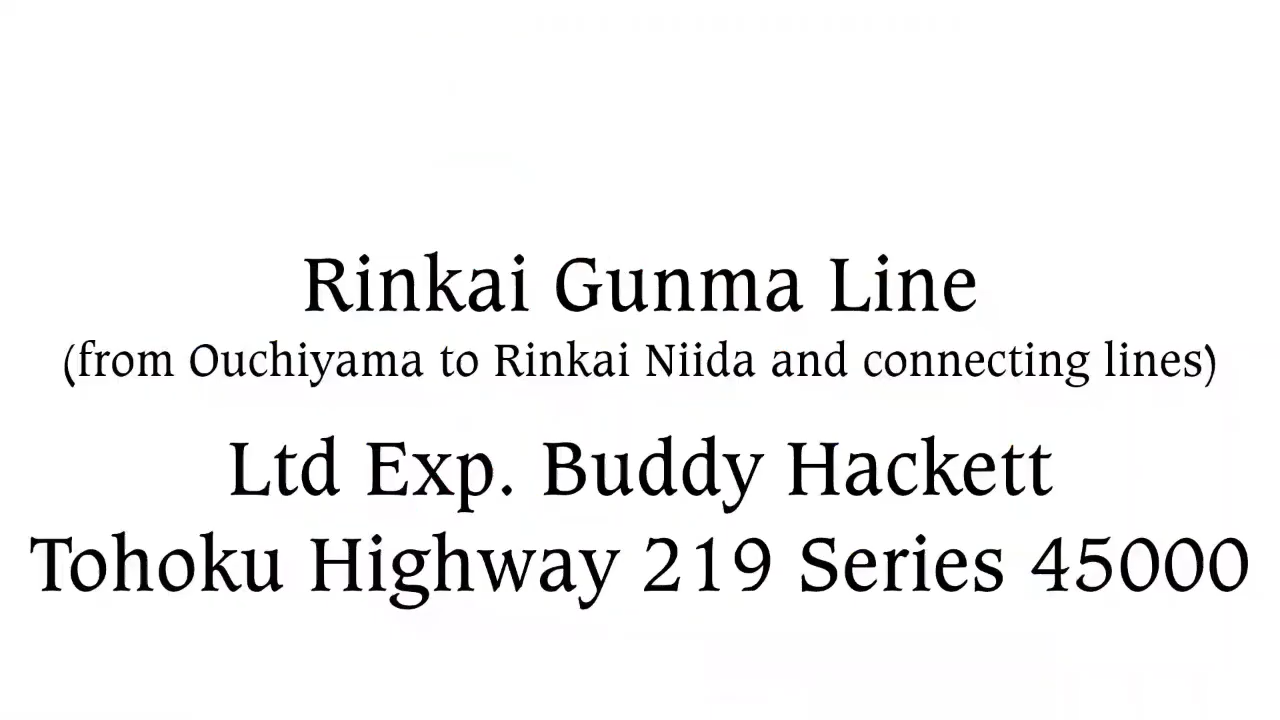 Rinkai Gunma Line
(from Ouchiyama to Rinkai Niida and connecting lines)
Ltd Exp. Buddy Hackett
Tohoku Highway 219 Series 45000